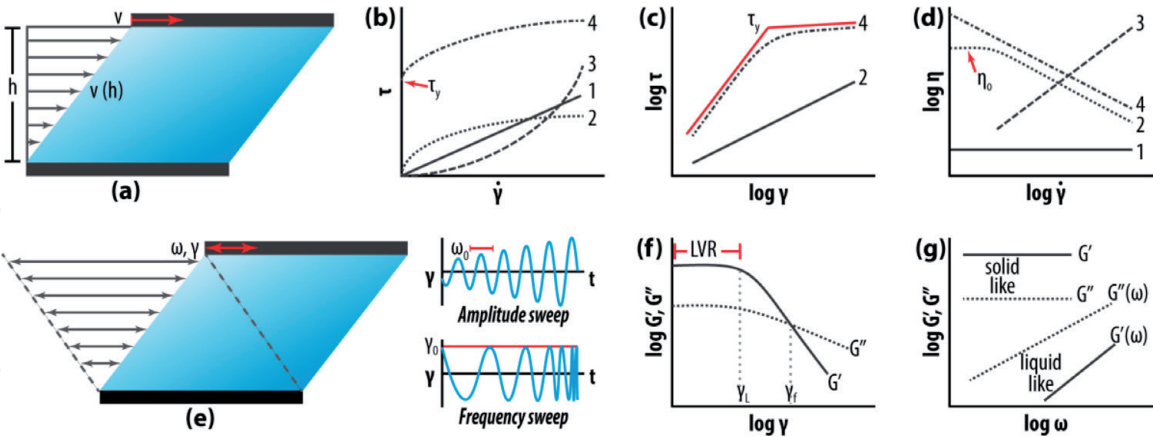 v
h
v (h)
(a)
(b)
τ
τy
4
3
1
2
γ̇
(c)
log τ
τy
4
2
log γ
(d)
log η
ηo
3
4
2
1
log γ̇
ω, γ
(e)
ω0
γ
t
Amplitude sweep
γ0
γ
t
Frequency sweep
(f)
LVR
log G', G"
G"
G'
γL
γf
log γ
(g)
log G', G"
G'
solid
like
G"
G"(ω)
G'(ω)
liquid
like
log ω